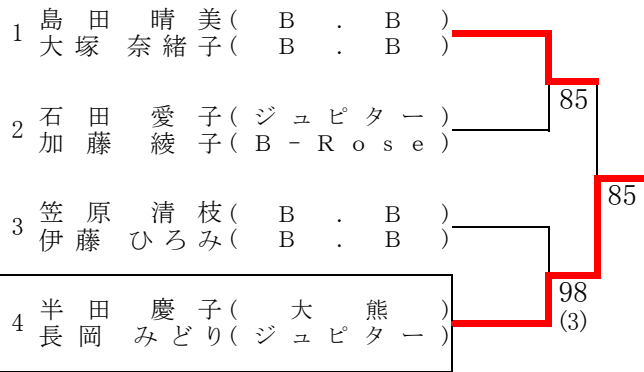 1 島田 晴美(B.B)
大塚 奈緒子(B.B)
85
2 石田 愛子(ジュピター)
加藤 綾子(B-Rose)
85
3 笠原 清枝(B.B)
伊藤 ひろみ(B.B)
98
(3)
4 半田 慶子(大熊)
長岡 みどり(ジュピター)